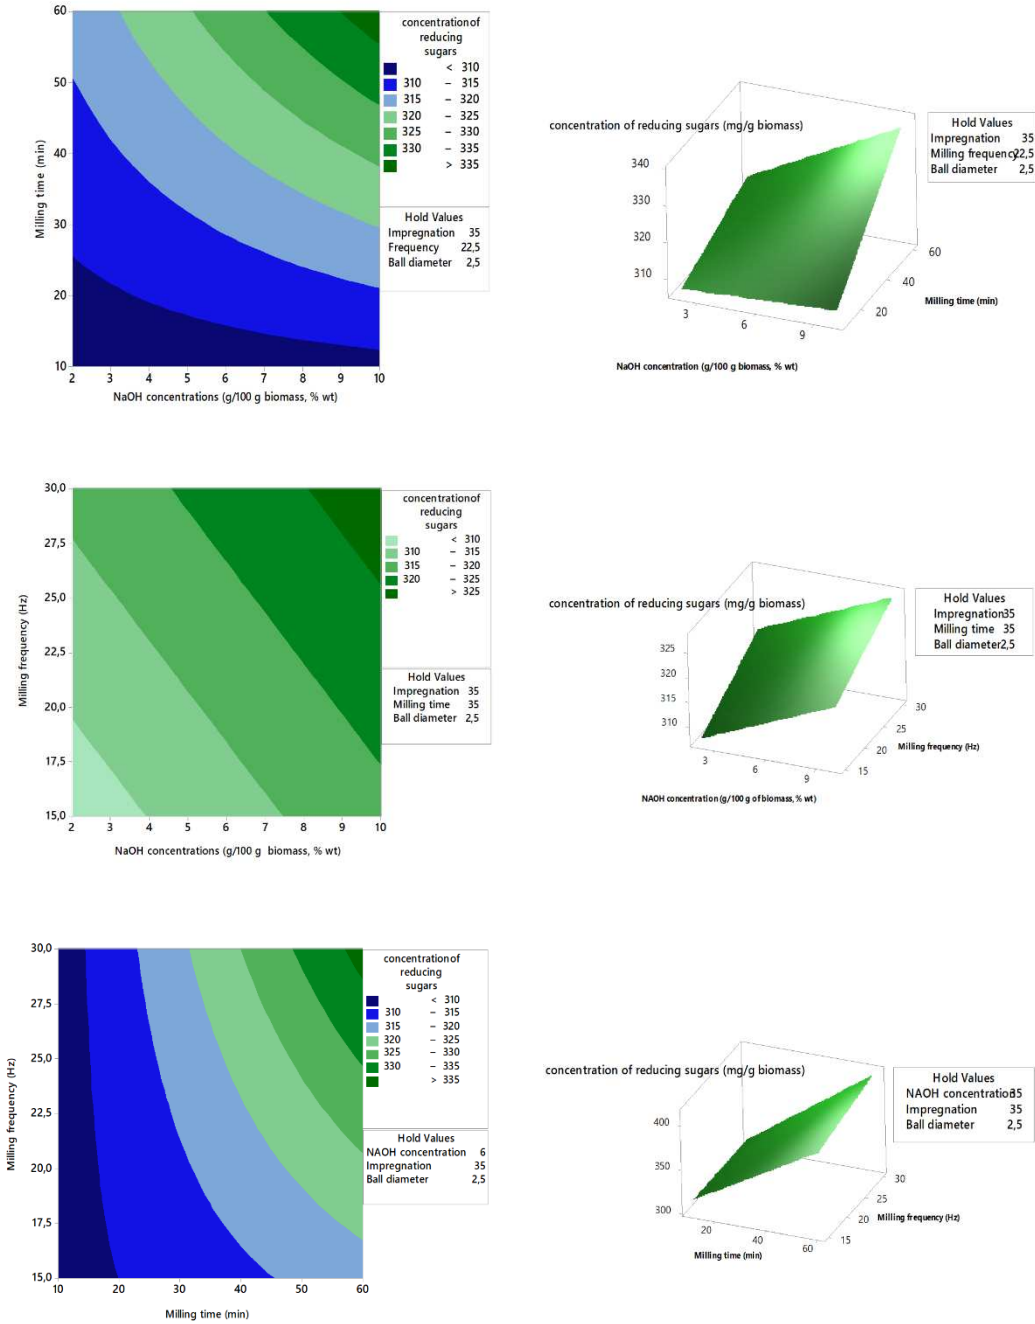 60
50
40
30
20
10
Milling time (min)
2 3 4 5 6 7 8 9 10
NaOH concentrations (g/100 g biomass, % wt)
concentration of
reducing
sugars
< 310
310 – 315
315 – 320
320 – 325
325 – 330
330 – 335
> 335
Hold Values
Impregnation 35
Frequency 22,5
Ball diameter 2,5
concentration of reducing sugars (mg/g biomass)
340
330
320
310
3 6 9
NaOH concentration (g/100 g biomass, % wt)
60
40
20
Milling time (min)
Hold Values
Impregnation 35
Milling frequency 22,5
Ball diameter 2,5
30,0
27,5
25,0
22,5
20,0
17,5
15,0
Milling frequency (Hz)
2 3 4 5 6 7 8 9 10
NaOH concentrations (g/100 g biomass, % wt)
concentration of
reducing
sugars
< 310
310 – 315
315 – 320
320 – 325
> 325
Hold Values
Impregnation 35
Milling time 35
Ball diameter 2,5
concentration of reducing sugars (mg/g biomass)
325
320
315
310
3 6 9
NAOH concentration (g/100 g of biomass, % wt)
30
25
20
15
Milling frequency (Hz)
Hold Values
Impregnation 35
Milling time 35
Ball diameter 2,5
30,0
27,5
25,0
22,5
20,0
17,5
15,0
Milling frequency (Hz)
10 20 30 40 50 60
Milling time (min)
concentration of
reducing
sugars
< 310
310 – 315
315 – 320
320 – 325
325 – 330
330 – 335
> 335
Hold Values
NAOH concentration 6
Impregnation 35
Ball diameter 2,5
concentration of reducing sugars (mg/g biomass)
400
350
300
20 40 60
Milling time (min)
30
25
20
15
Milling frequency (Hz)
Hold Values
NAOH concentration 35
Impregnation 35
Ball diameter 2,5